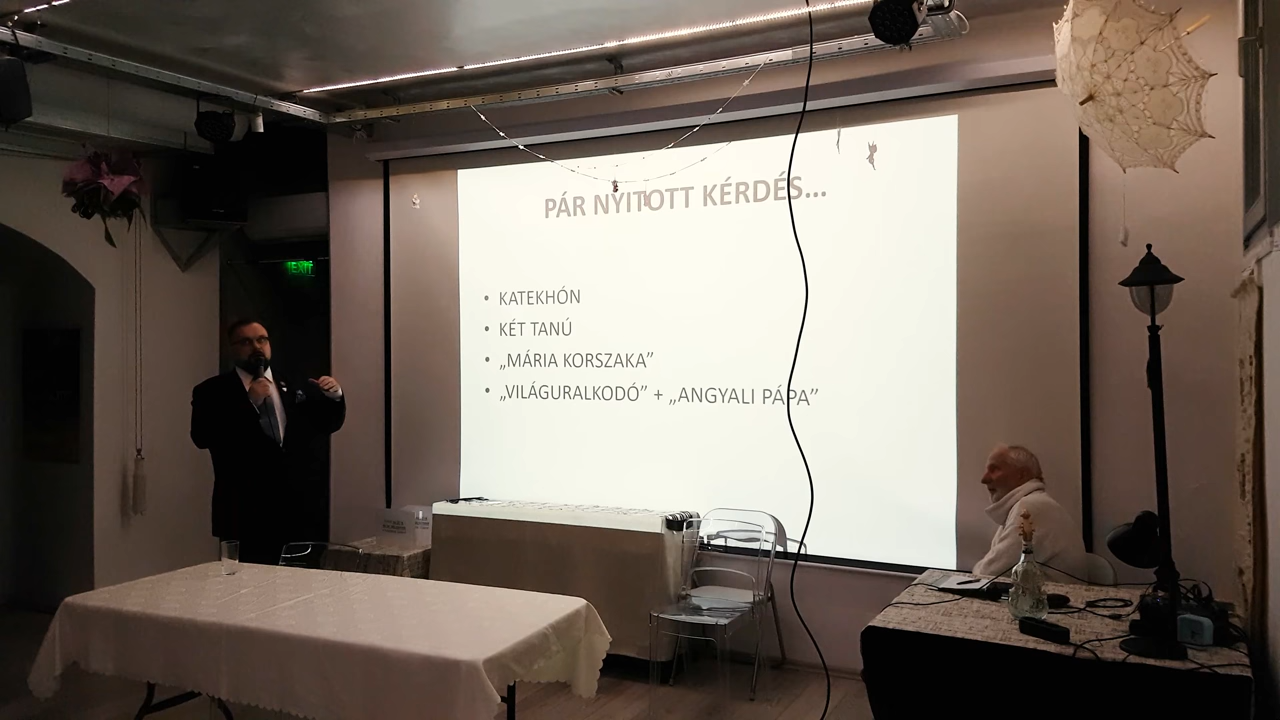 EXIT
PÁR NYITOTT KÉRDÉS...
• KATEKHÓN
• KÉT TANÚ
• „MÁRIA KORSZAKA”
• „VILÁGURALKODÓ” + „ANGYALI PÁPA”